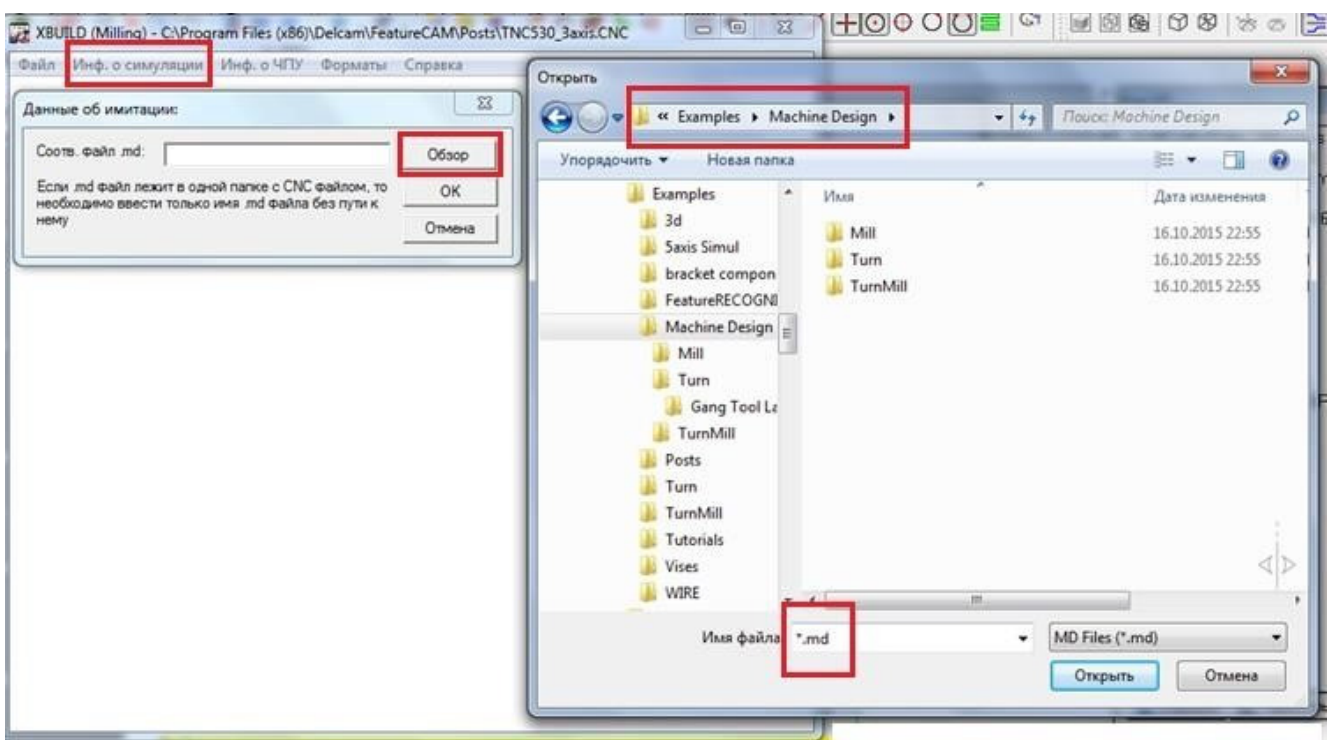 XBUILD (Milling) - C:\Program Files (x86)\Delcam\FeatureCAM\Posts\TNC530_3axis.CNC
Файл Инф. о симуляции Инф. о ЧПУ Форматы Справка
Данные об имитации:
Соотв. файл .md:
Обзор
Если .md файл лежит в одной папке с CNC файлом, то
необходимо ввести только имя .md файла без пути к
нему
OK
Отмена
Открыть
« Examples Machine Design
Поиск: Machine Design
Упорядочить Новая папка
Examples
3d
5axis Simul
bracket compon
FeatureRECOGNI
Machine Design
Mill
Turn
Gang Tool La
TurnMill
Posts
Turn
TurnMill
Tutorials
Vises
WIRE
Имя Дата изменения
Mill 16.10.2015 22:55
Turn 16.10.2015 22:55
TurnMill 16.10.2015 22:55
Имя файла *.md
MD Files (*.md)
Открыть Отмена